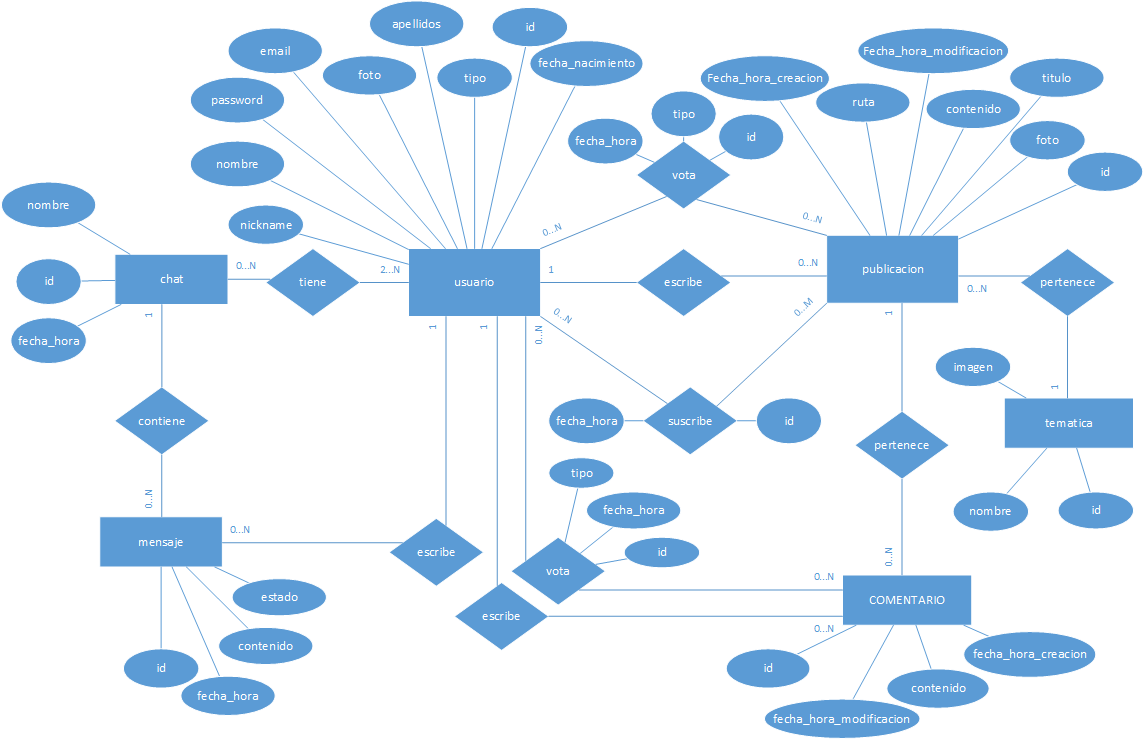 apellidos
id
email
foto
tipo
fecha_nacimiento
password
nombre
nickname
Fecha_hora_modificacion
Fecha_hora_creacion
titulo
ruta
contenido
foto
id
tipo
fecha_hora
id
vota
0...N
0...N
nombre
id
fecha_hora
chat
0...N
tiene
2...N
usuario
1
escribe
0...N
publicacion
0...N
pertenece
1
1
1
0...N
0...N
0...M
1
1
imagen
tematica
nombre
id
contiene
fecha_hora
suscribe
id
pertenece
0...N
tipo
fecha_hora
id
vota
0...N
mensaje
0...N
escribe
escribe
0...N
0...N
COMENTARIO
estado
contenido
id
fecha_hora
id
fecha_hora_modificacion
contenido
fecha_hora_creacion